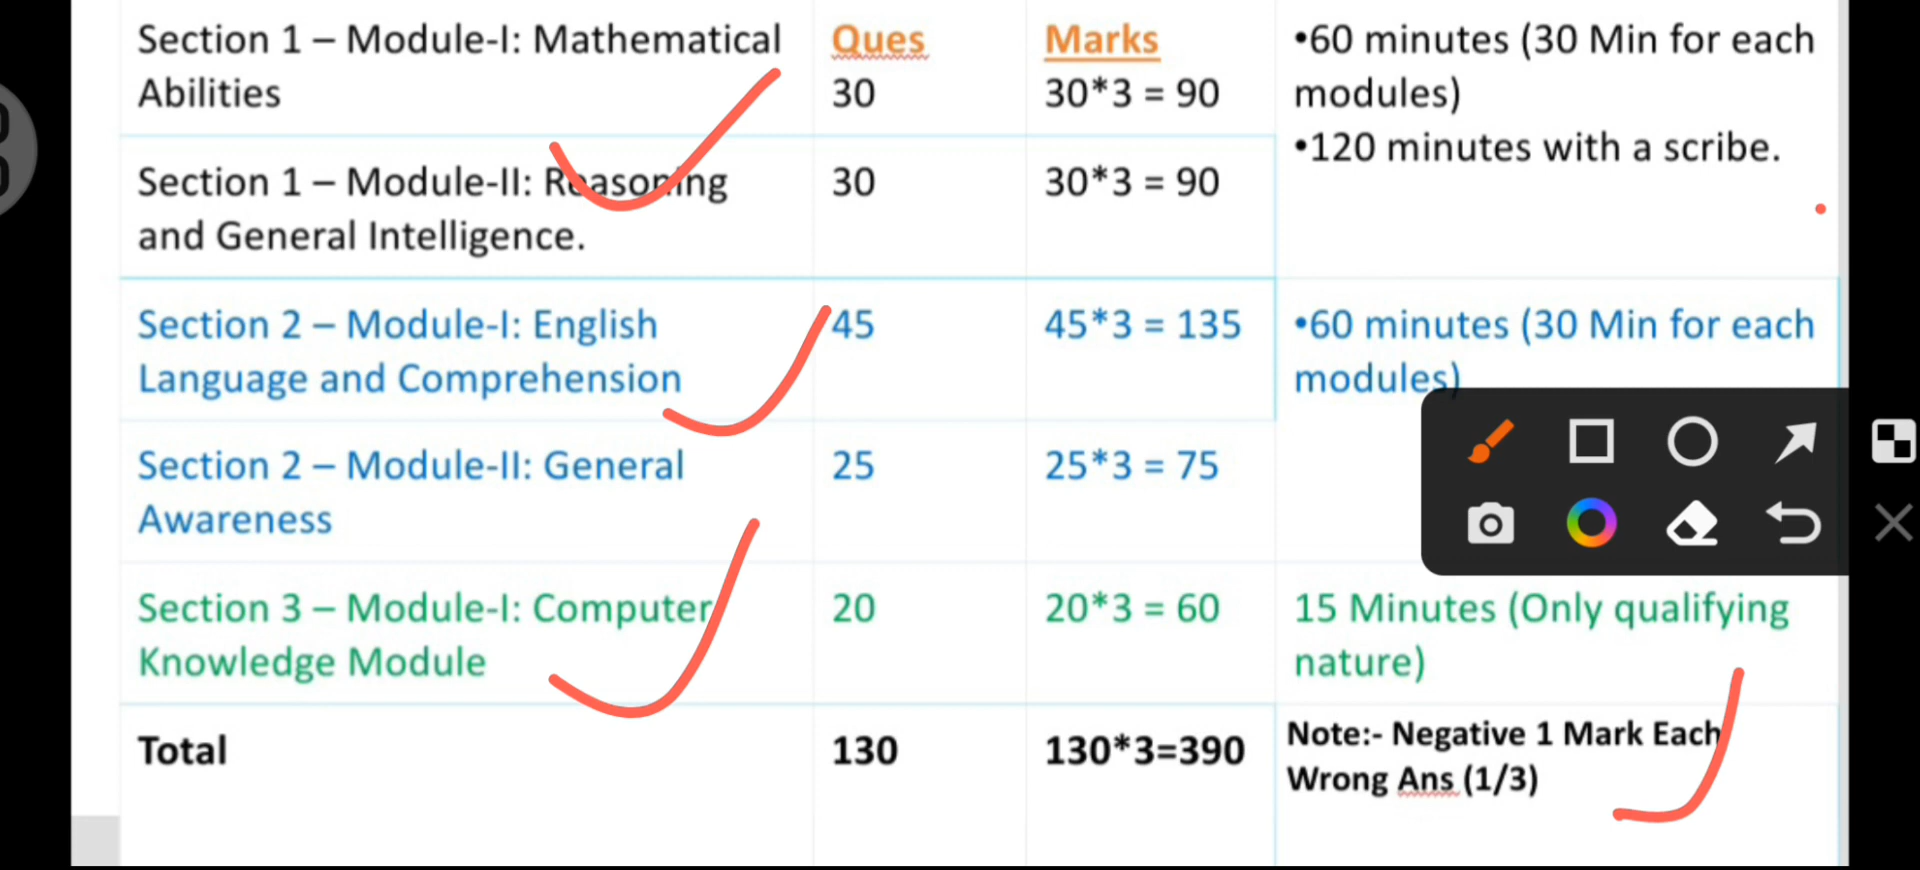 Section 1 – Module-I: Mathematical
Abilities
Ques
30
Marks
30*3 = 90
•60 minutes (30 Min for each
modules)
•120 minutes with a scribe.
Section 1 – Module-II: Reasoning
and General Intelligence.
30
30*3 = 90
Section 2 – Module-I: English
Language and Comprehension
45
45*3 = 135
•60 minutes (30 Min for each
modules)
Section 2 – Module-II: General
Awareness
25
25*3 = 75
Section 3 – Module-I: Computer
Knowledge Module
20
20*3 = 60
15 Minutes (Only qualifying
nature)
Total
130
130*3=390
Note:- Negative 1 Mark Each
Wrong Ans (1/3)